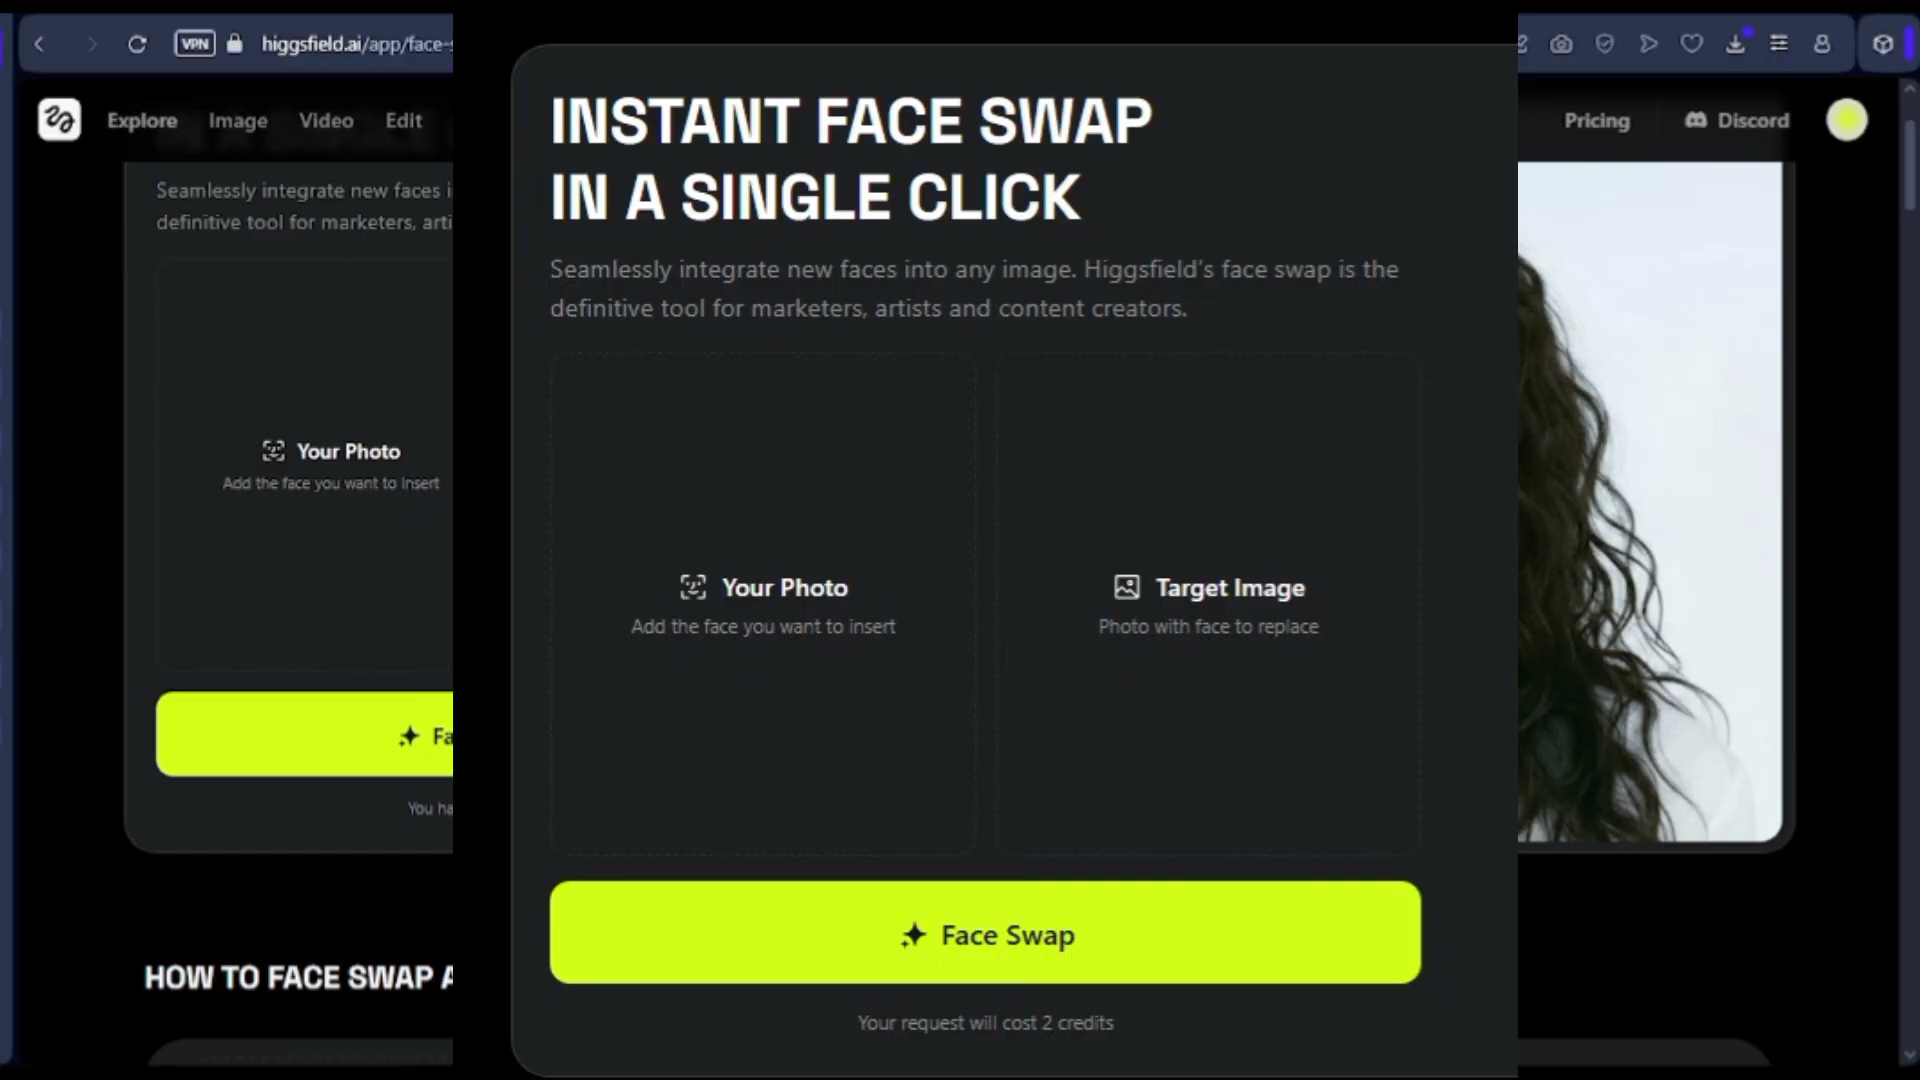 VPN
higgsfield.ai/app/face-s
Explore Image Video Edit
Pricing Discord
Seamlessly integrate new faces i
definitive tool for marketers, arti
Your Photo
Add the face you want to insert
Fa
You ha
HOW TO FACE SWAP A
INSTANT FACE SWAP
IN A SINGLE CLICK
Seamlessly integrate new faces into any image. Higgsfield's face swap is the
definitive tool for marketers, artists and content creators.
Your Photo
Add the face you want to insert
Target Image
Photo with face to replace
Face Swap
Your request will cost 2 credits